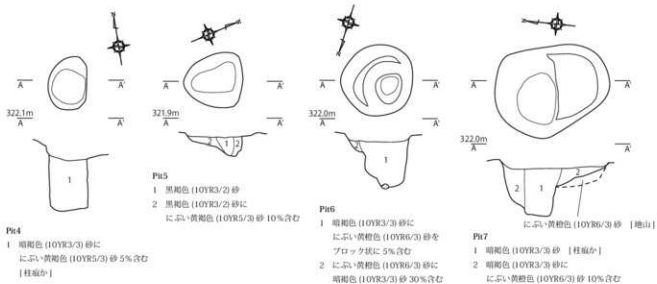 A A'
322.1m
A A'
1
Pit4
1 暗褐色 (10YR3/3) 砂に
にぶい黄褐色 (10YR5/3) 砂 5%含む
[柱痕か]
A A'
321.9m
A A'
2 1 2
Pit5
1 黒褐色 (10YR3/2) 砂
2 黒褐色 (10YR3/2) 砂に
にぶい黄褐色 (10YR5/3) 砂 10%含む
A A'
322.0m
A A'
2
1
Pit6
1 暗褐色 (10YR3/3) 砂に
にぶい黄橙色 (10YR6/3) 砂を
ブロック状に 5%含む
2 にぶい黄橙色 (10YR6/3) 砂に
暗褐色 (10YR3/3) 砂 30%含む
A A'
322.0m
A A'
2 1 2
にぶい黄橙色 (10YR6/3) 砂 [地山]
Pit7
1 暗褐色 (10YR3/3) 砂 [柱痕か]
2 暗褐色 (10YR3/3) 砂に
にぶい黄橙色 (10YR6/3) 砂 10%含む